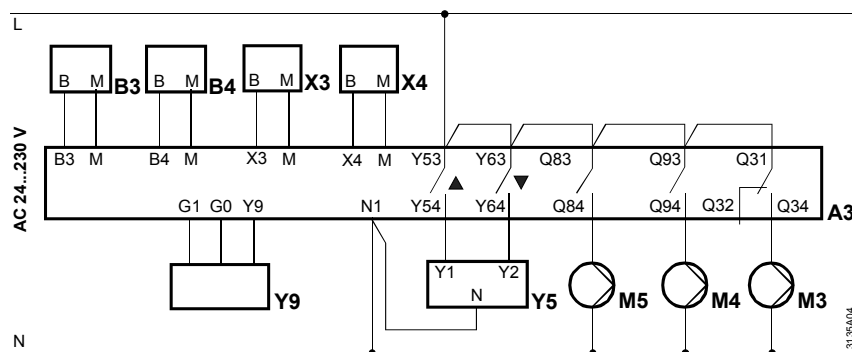 L
B M B3
B M B4
B M X3
B M X4
AC 24...230 V
B3 M B4 M X3 M X4 M Y53 Y63 Q83 Q93 Q31
▲ ▼
G1 G0 Y9 N1 Y54 Y64 Q84 Q94 Q32 Q34 A3
Y9
Y1 Y2
N Y5
M5
M4
M3
N
3135A04